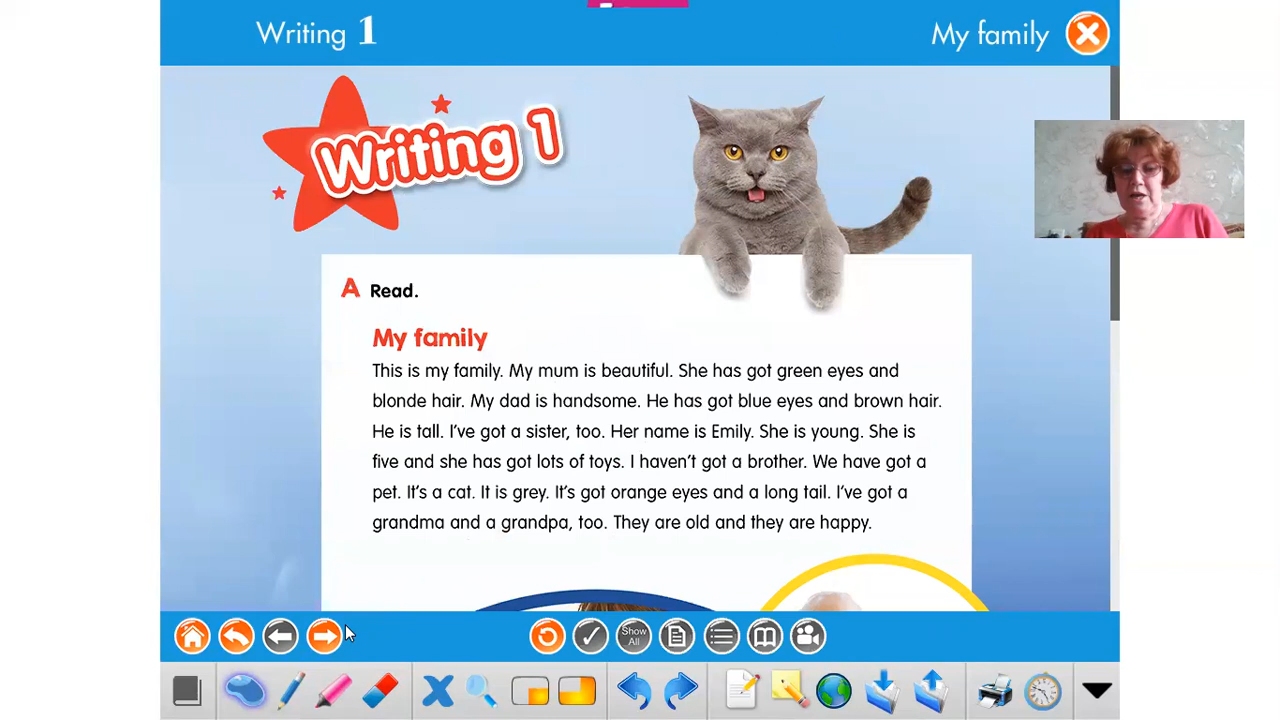 Writing 1
My family
Writing 1
A Read.
My family
This is my family. My mum is beautiful. She has got green eyes and
blonde hair. My dad is handsome. He has got blue eyes and brown hair.
He is tall. I've got a sister, too. Her name is Emily. She is young. She is
five and she has got lots of toys. I haven't got a brother. We have got a
pet. It's a cat. It is grey. It's got orange eyes and a long tail. I've got a
grandma and a grandpa, too. They are old and they are happy.
Show
All